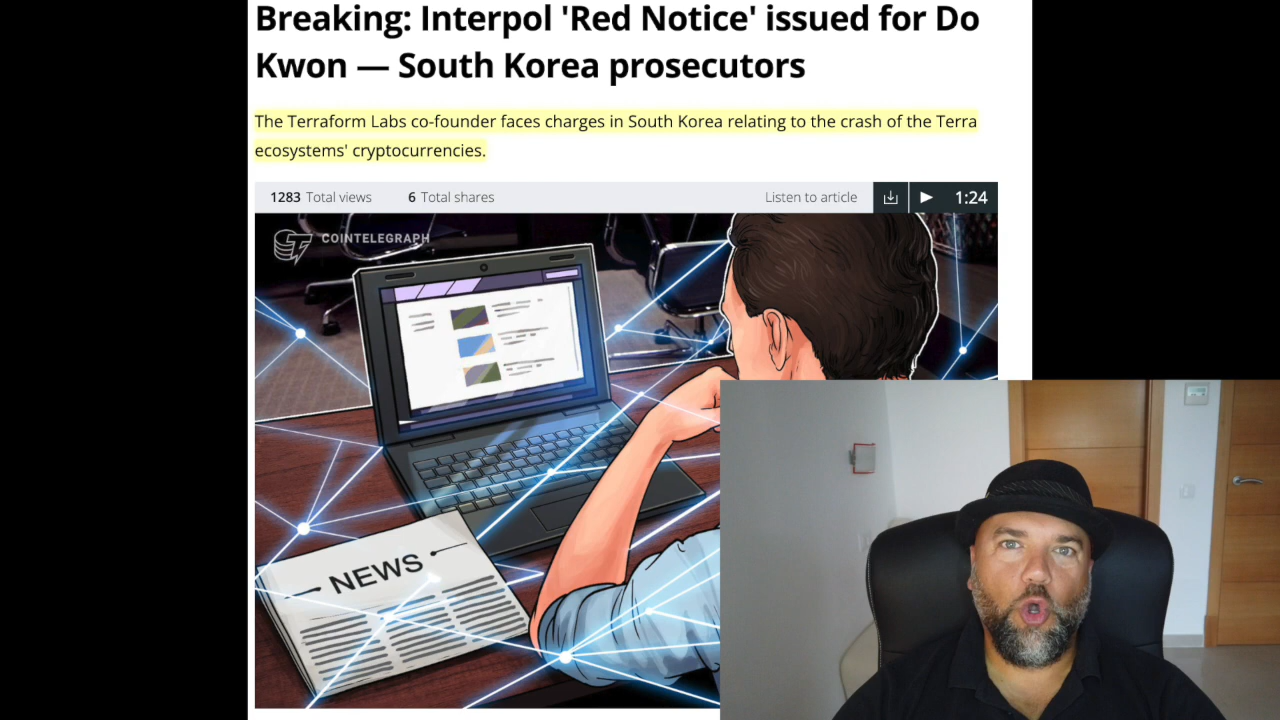 Breaking: Interpol 'Red Notice' issued for Do
Kwon — South Korea prosecutors
The Terraform Labs co-founder faces charges in South Korea relating to the crash of the Terra
ecosystems' cryptocurrencies.
1283 Total views 6 Total shares Listen to article 1:24
COINTELEGRAPH
NEWS